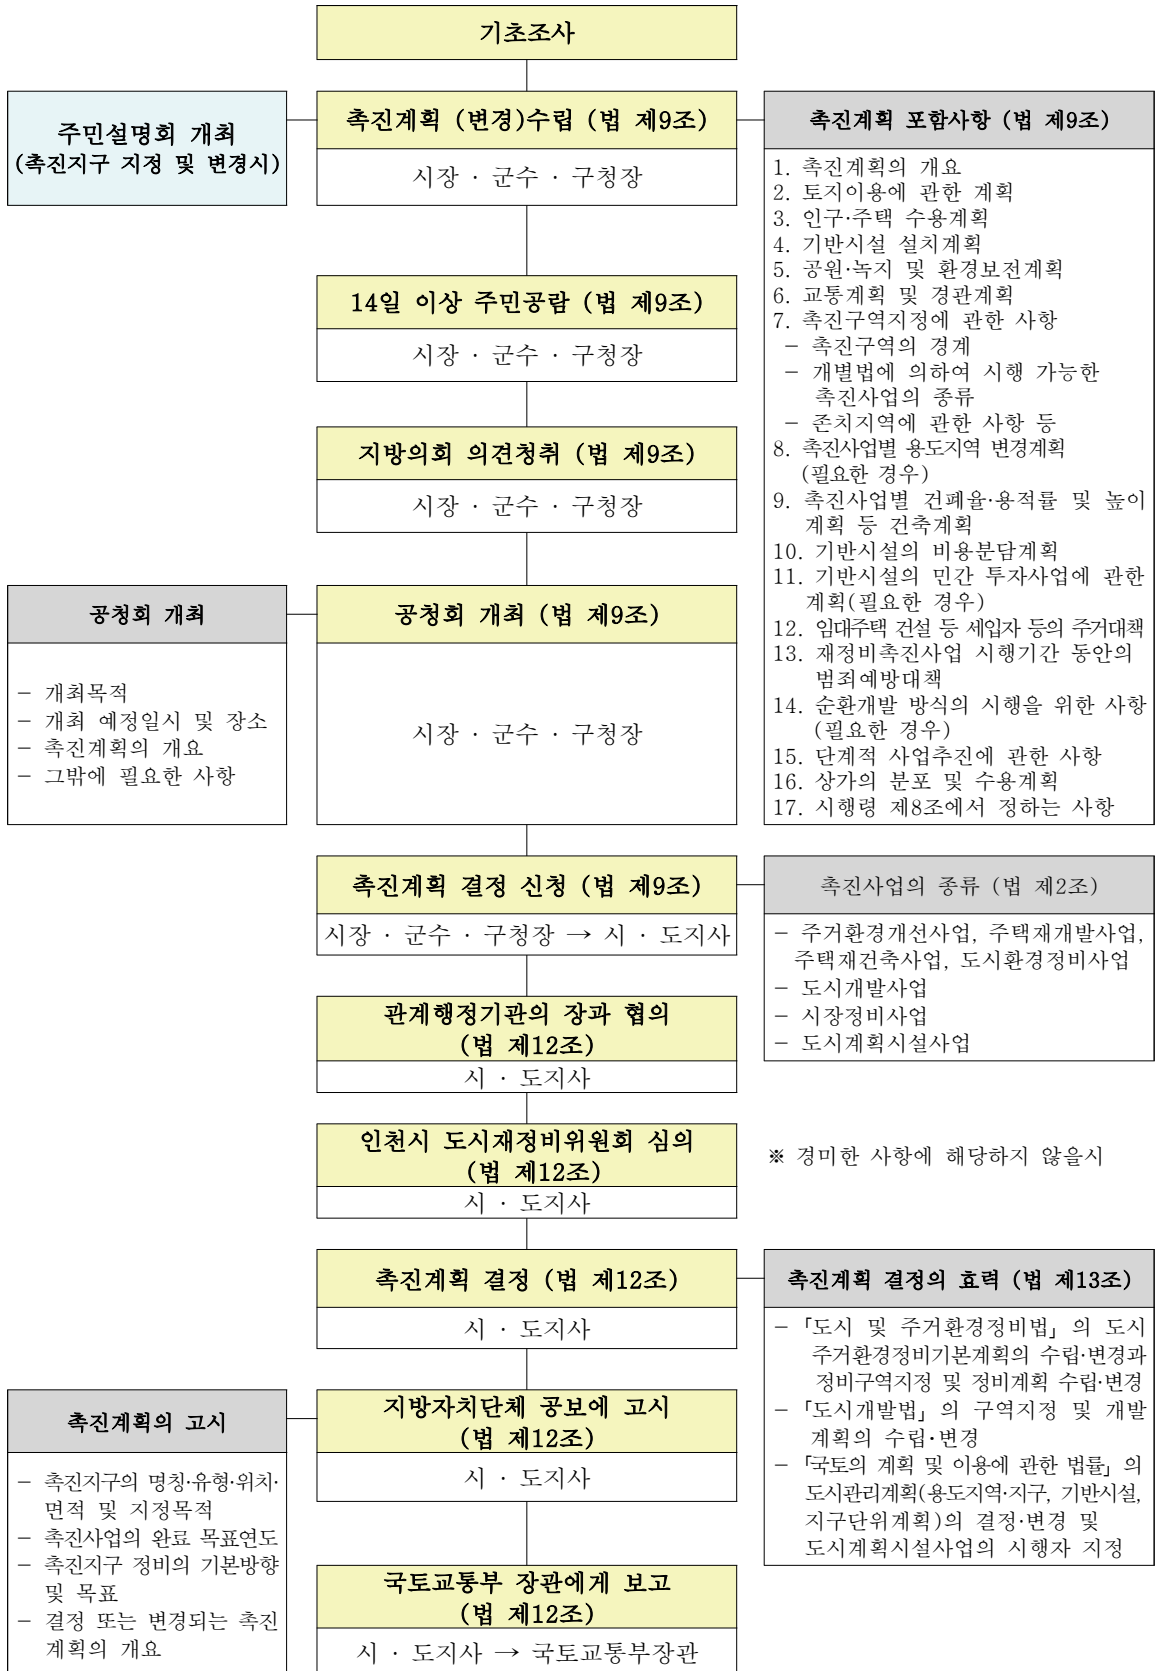 기초조사
주민설명회 개최
(촉진지구 지정 및 변경시)
촉진계획 (변경)수립 (법 제9조)
시장 · 군수 · 구청장
촉진계획 포함사항 (법 제9조)
1. 촉진계획의 개요
2. 토지이용에 관한 계획
3. 인구·주택 수용계획
4. 기반시설 설치계획
5. 공원·녹지 및 환경보전계획
6. 교통계획 및 경관계획
7. 촉진구역지정에 관한 사항
- 촉진구역의 경계
- 개별법에 의하여 시행 가능한
촉진사업의 종류
- 존치지역에 관한 사항 등
8. 촉진사업별 용도지역 변경계획
(필요한 경우)
9. 촉진사업별 건폐율·용적률 및 높이
계획 등 건축계획
10. 기반시설의 비용분담계획
11. 기반시설의 민간 투자사업에 관한
계획(필요한 경우)
12. 임대주택 건설 등 세입자 등의 주거대책
13. 재정비촉진사업 시행기간 동안의
범죄예방대책
14. 순환개발 방식의 시행을 위한 사항
(필요한 경우)
15. 단계적 사업추진에 관한 사항
16. 상가의 분포 및 수용계획
17. 시행령 제8조에서 정하는 사항
14일 이상 주민공람 (법 제9조)
시장 · 군수 · 구청장
지방의회 의견청취 (법 제9조)
시장 · 군수 · 구청장
공청회 개최
- 개최목적
- 개최 예정일시 및 장소
- 촉진계획의 개요
- 그밖에 필요한 사항
공청회 개최 (법 제9조)
시장 · 군수 · 구청장
촉진계획 결정 신청 (법 제9조)
시장 · 군수 · 구청장 → 시 · 도지사
촉진사업의 종류 (법 제2조)
- 주거환경개선사업, 주택재개발사업,
주택재건축사업, 도시환경정비사업
- 도시개발사업
- 시장정비사업
- 도시계획시설사업
관계행정기관의 장과 협의
(법 제12조)
시 · 도지사
인천시 도시재정비위원회 심의
(법 제12조)
시 · 도지사
※ 경미한 사항에 해당하지 않을시
촉진계획 결정 (법 제12조)
시 · 도지사
촉진계획 결정의 효력 (법 제13조)
- 「도시 및 주거환경정비법」의 도시
주거환경정비기본계획의 수립·변경과
정비구역지정 및 정비계획 수립·변경
- 「도시개발법」의 구역지정 및 개발
계획의 수립·변경
- 「국토의 계획 및 이용에 관한 법률」의
도시관리계획(용도지역·지구, 기반시설,
지구단위계획)의 결정·변경 및
도시계획시설사업의 시행자 지정
촉진계획의 고시
- 촉진지구의 명칭·유형·위치·
면적 및 지정목적
- 촉진사업의 완료 목표연도
- 촉진지구 정비의 기본방향
및 목표
- 결정 또는 변경되는 촉진
계획의 개요
지방자치단체 공보에 고시
(법 제12조)
시 · 도지사
국토교통부 장관에게 보고
(법 제12조)
시 · 도지사 → 국토교통부장관